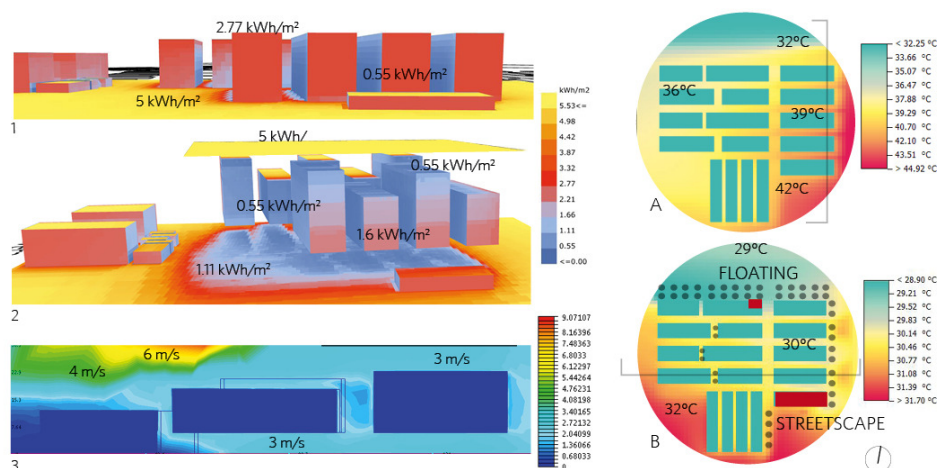 2.77 kWh/m²
0.55 kWh/m²
5 kWh/m²
1
kWh/m2
5.53<=
4.98
4.42
3.87
3.32
2.77
2.21
1.66
1.11
0.55
<=0.00
5 kWh/
0.55 kWh/m²
0.55 kWh/m²
1.6 kWh/m²
1.11 kWh/m²
2
6 m/s
4 m/s
3 m/s
3 m/s
3
9.07107
8.16396
7.48363
6.80330
6.12297
5.44264
4.76231
4.08198
3.40165
2.72132
2.04099
1.36066
0.68033
0
32°C
36°C
39°C
42°C
A
< 32.25 °C
33.66 °C
35.07 °C
36.47 °C
37.88 °C
39.29 °C
40.70 °C
42.10 °C
43.51 °C
> 44.92 °C
29°C
FLOATING
30°C
32°C
STREETSCAPE
B
< 28.90 °C
29.21 °C
29.52 °C
29.83 °C
30.14 °C
30.46 °C
30.77 °C
31.08 °C
31.39 °C
> 31.70 °C